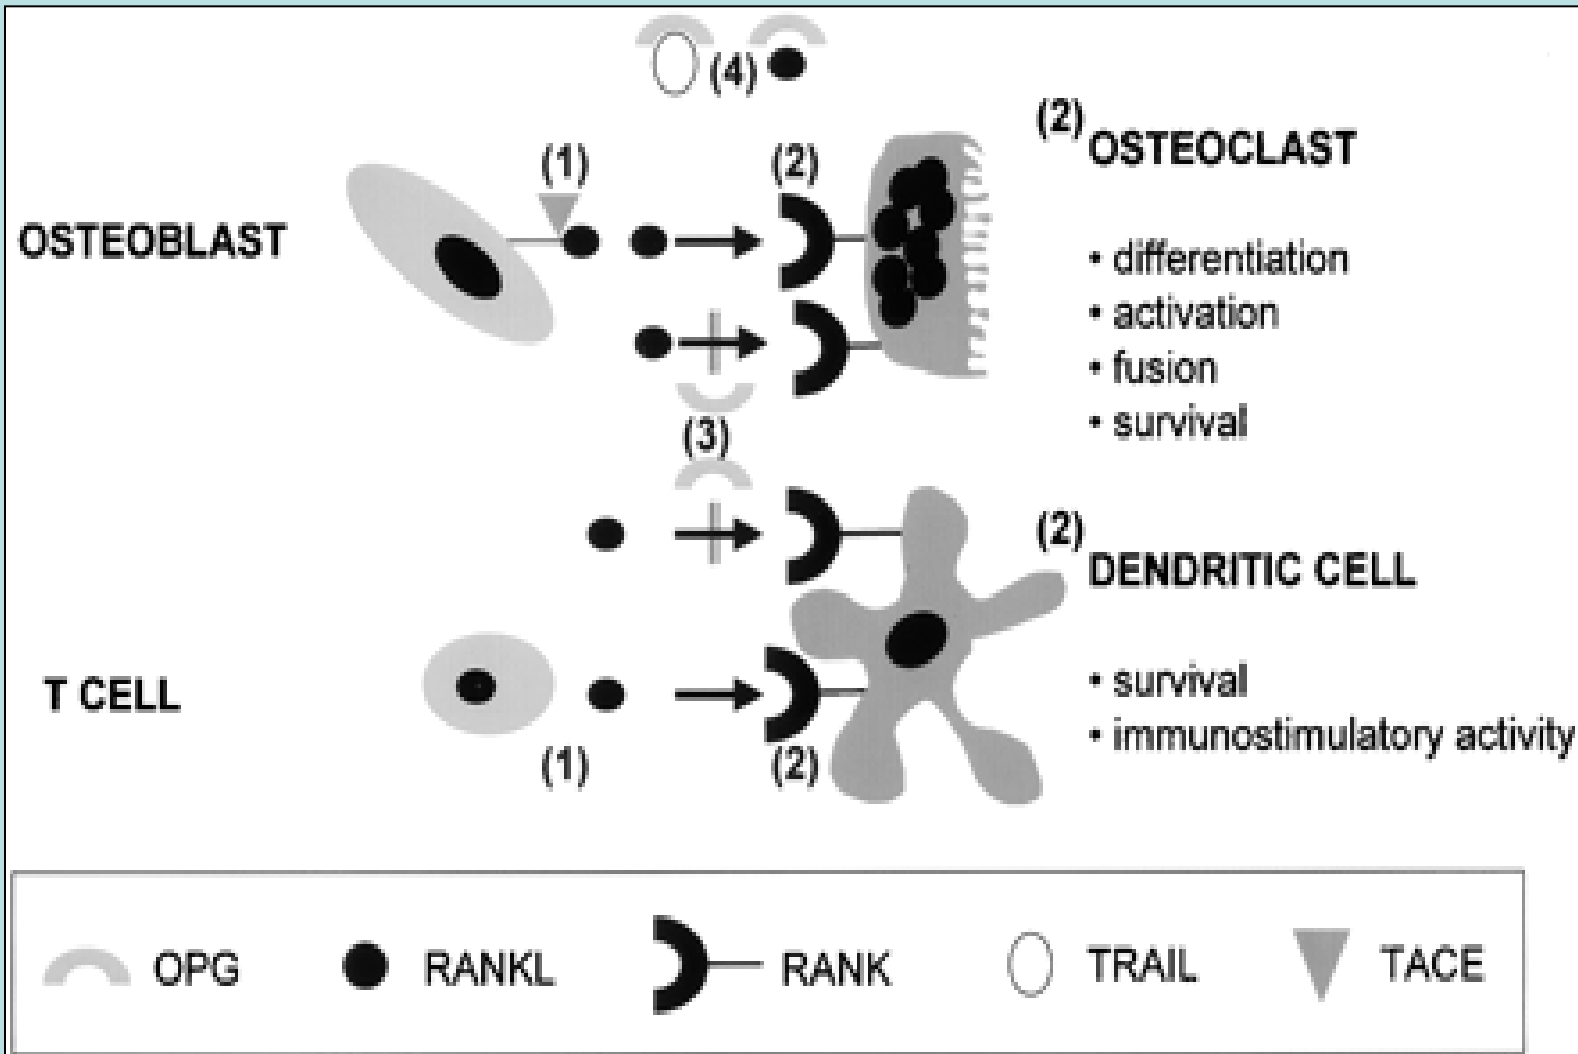 (4)
(2) OSTEOCLAST
(1) (2)
OSTEOBLAST
• differentiation
• activation
• fusion
• survival
(3)
(2) DENDRITIC CELL
T CELL
• survival
• immunostimulatory activity
(1) (2)
OPG RANKL RANK TRAIL TACE